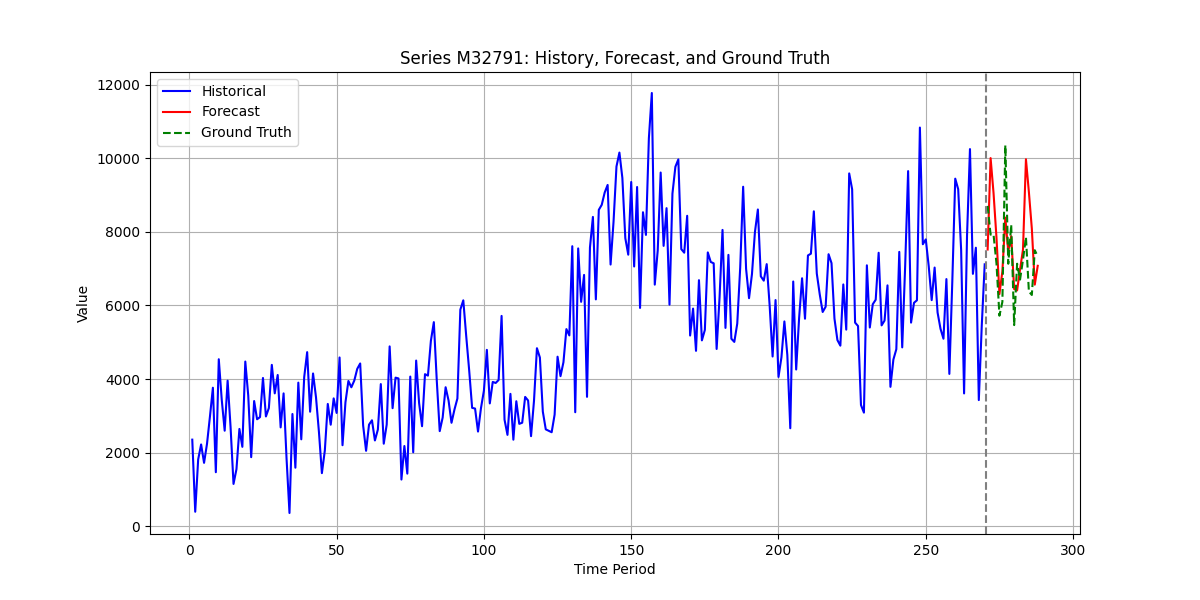 Series M32791: History, Forecast, and Ground Truth
Historical
Forecast
Ground Truth
12000
10000
8000
6000
4000
2000
0
Value
0 50 100 150 200 250 300
Time Period